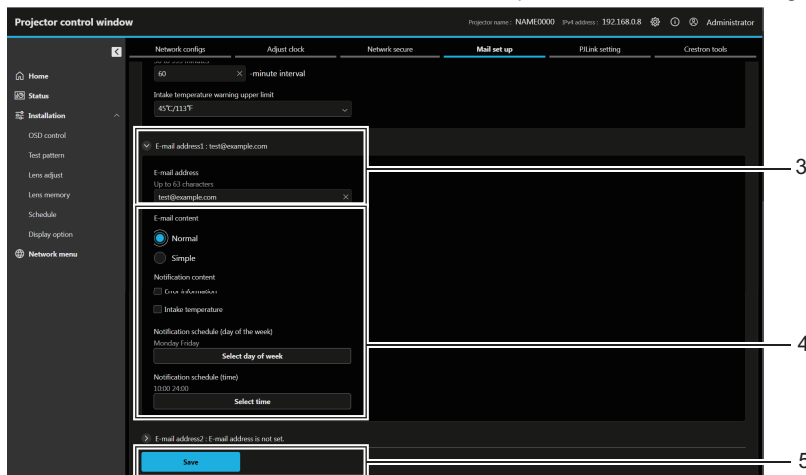 Projector control window
Projector name : NAME0000 IPv4 address : 192.168.0.8 Administrator
Network configs Adjust clock Network secure Mail set up PJLink setting Crestron tools
Home
Status
Installation
OSD control
Test pattern
Lens adjust
Lens memory
Schedule
Display option
Network menu
minutes
60 × -minute interval
Intake temperature warning upper limit
45℃/113℉
E-mail address1 : test@example.com
3
E-mail address
Up to 63 characters
test@example.com ×
E-mail content
Normal
Simple
Notification content
Error information
Intake temperature
Notification schedule (day of the week)
Monday Friday
4
Select day of week
Notification schedule (time)
10:00 24:00
Select time
E-mail address2 : E-mail address is not set.
Save
5